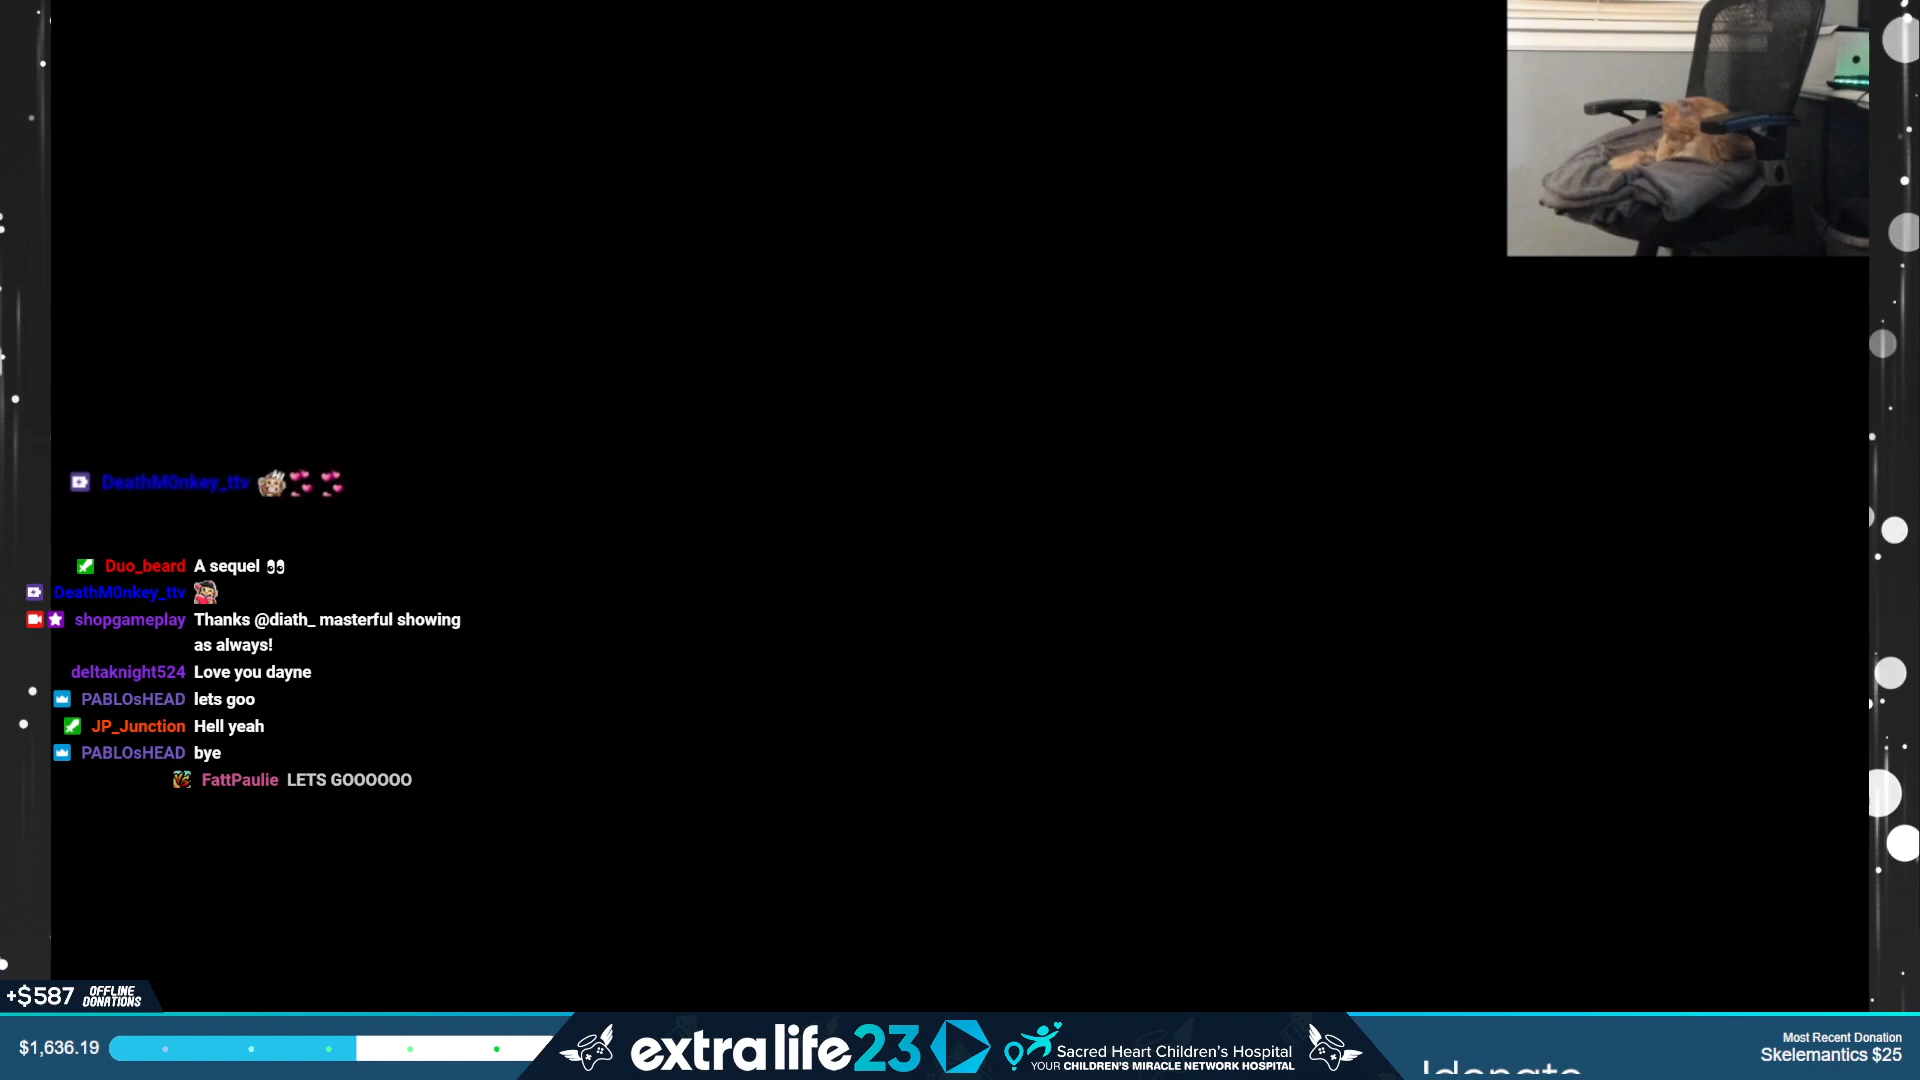 DeathM0nkey_ttv
Duo_beard A sequel 👀
DeathM0nkey_ttv
shopgameplay Thanks @diath_ masterful showing
as always!
deltaknight524 Love you dayne
PABLOsHEAD lets goo
JP_Junction Hell yeah
PABLOsHEAD bye
FattPaulie LETS GOOOOOO
+$587 OFFLINE
DONATIONS
$1,636.19
extralife23
Sacred Heart Children's Hospital
YOUR CHILDREN'S MIRACLE NETWORK HOSPITAL
Most Recent Donation
Skelemantics $25